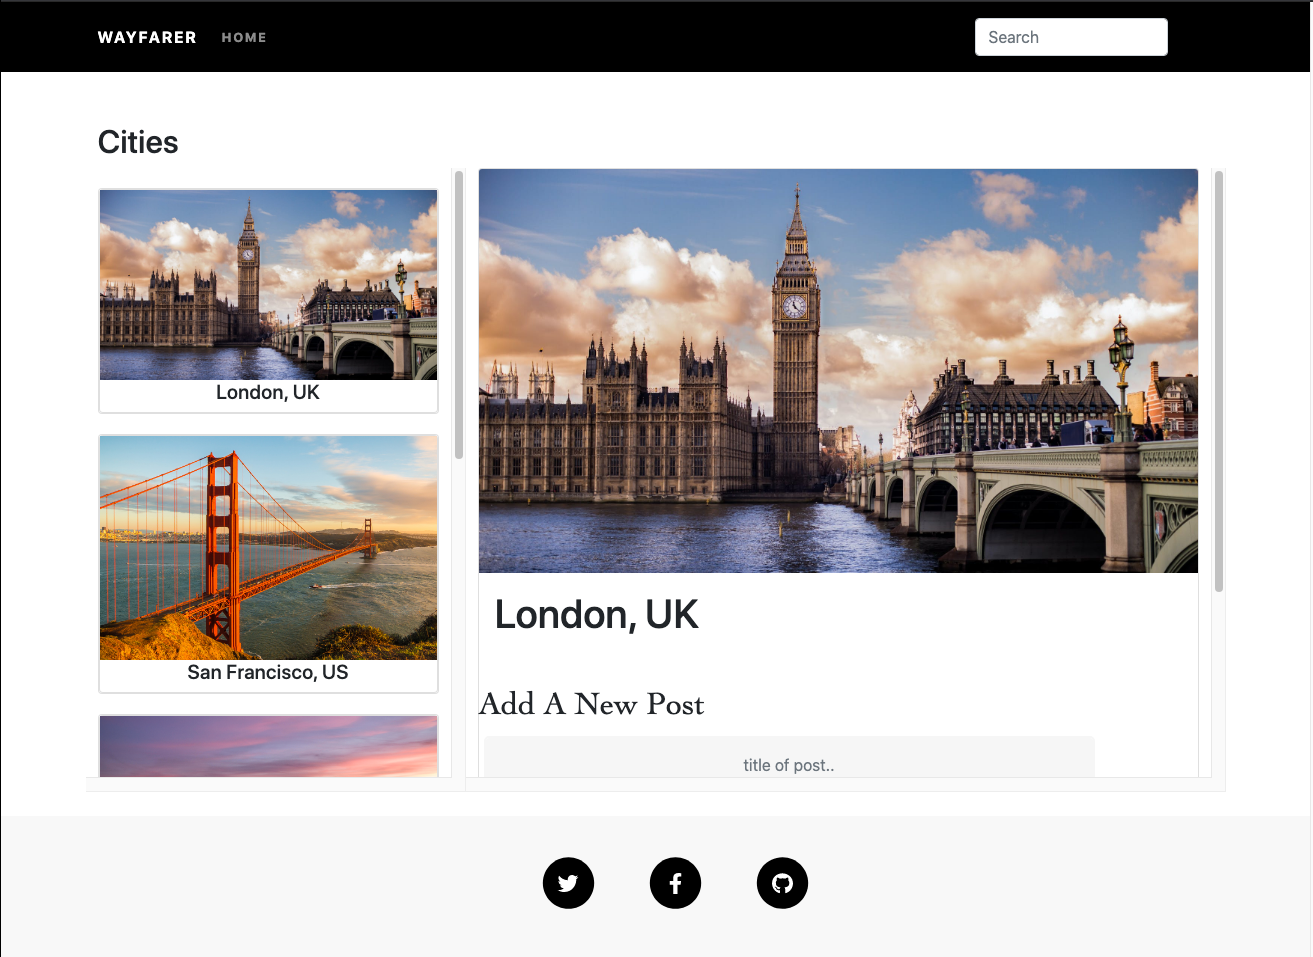 WAYFARER HOME Search
Cities
London, UK
San Francisco, US
London, UK
Add A New Post
title of post..